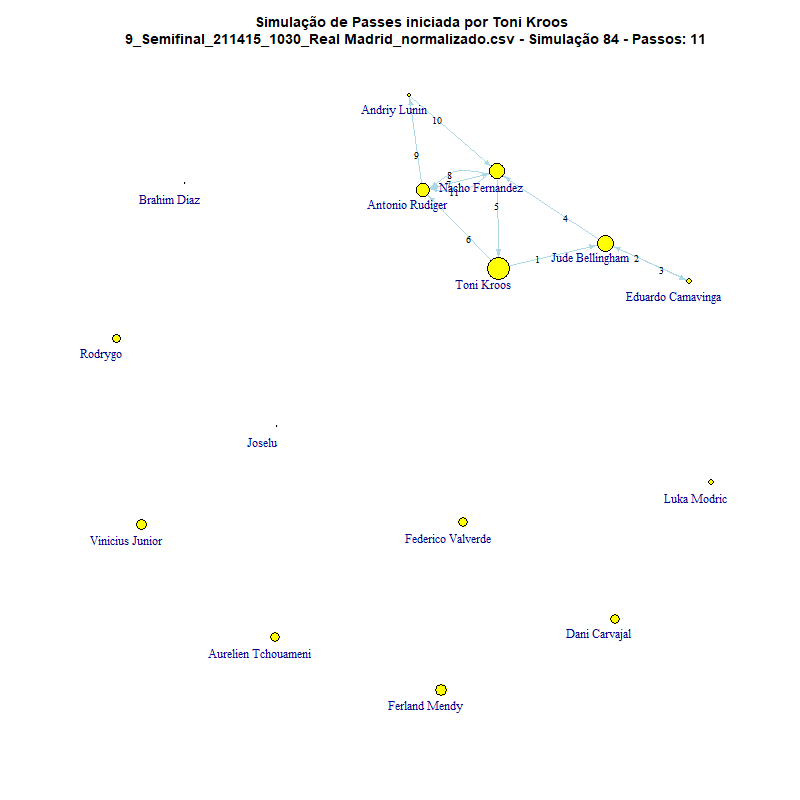 Simulação de Passes iniciada por Toni Kroos
9_Semifinal_211415_1030_Real Madrid_normalizado.csv - Simulação 84 - Passos: 11
Andriy Lunin
10
9
8
Nacho Fernandez
11
Brahim Diaz
Antonio Rudiger
5
4
6
1
Jude Bellingham
2
3
Toni Kroos
Eduardo Camavinga
Rodrygo
Joselu
Luka Modric
Vinicius Junior
Federico Valverde
Dani Carvajal
Aurelien Tchouameni
Ferland Mendy